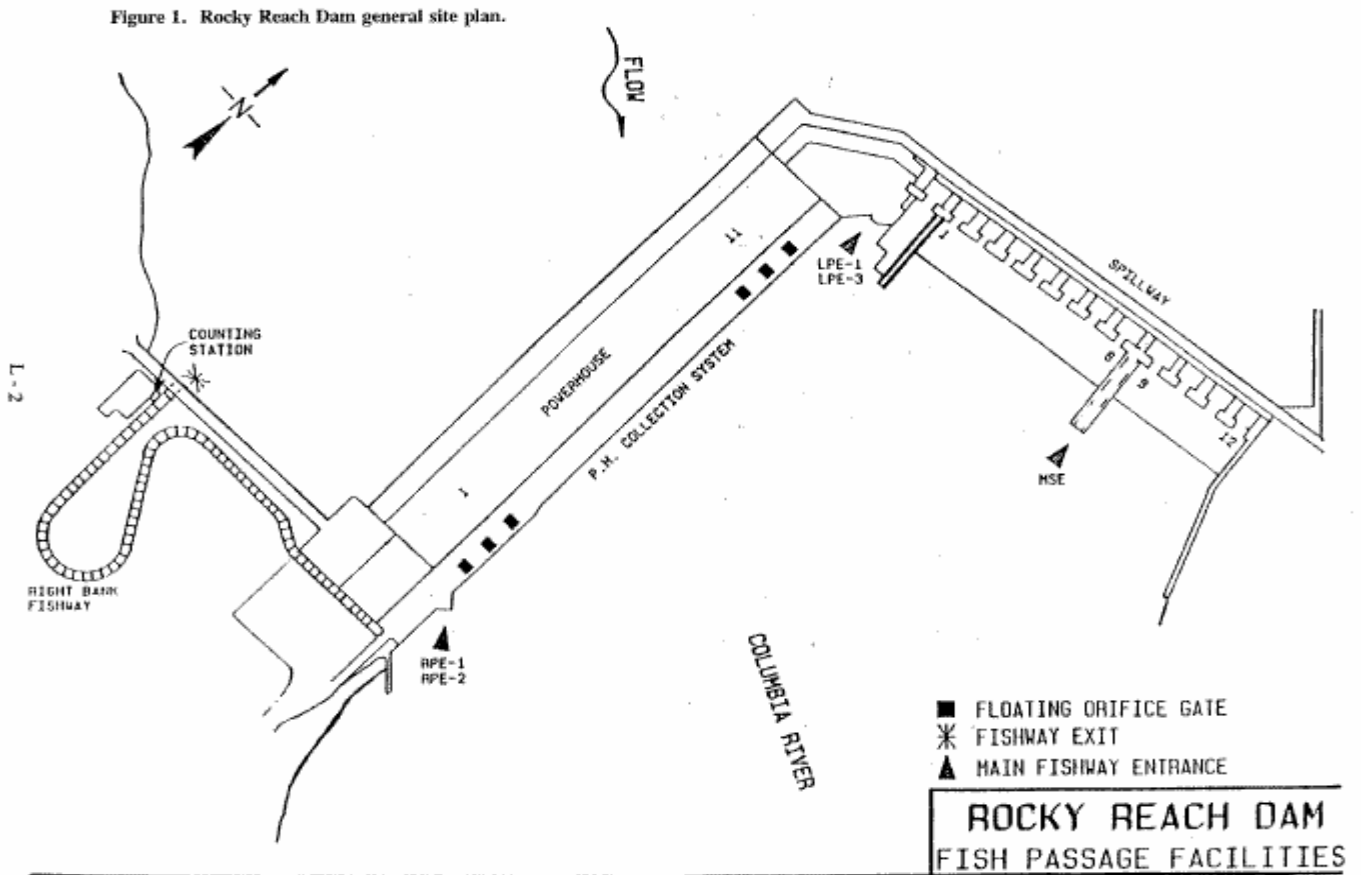 Figure 1. Rocky Reach Dam general site plan.
FLOW
N
LPE-1
LPE-3
1
SPILLWAY
11
COUNTING
STATION
POWERHOUSE
P.H. COLLECTION SYSTEM
8
9
12
MSE
L-2
1
RIGHT BANK
FISHWAY
RPE-1
RPE-2
COLUMBIA RIVER
FLOATING ORIFICE GATE
FISHWAY EXIT
MAIN FISHWAY ENTRANCE
ROCKY REACH DAM
FISH PASSAGE FACILITIES